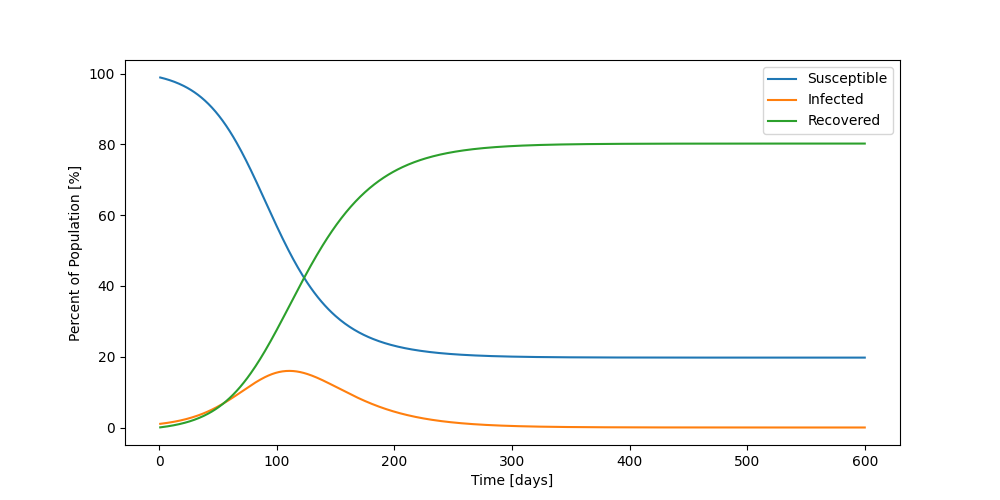 Susceptible
Infected
Recovered
Percent of Population [%]
100
80
60
40
20
0
0 100 200 300 400 500 600
Time [days]